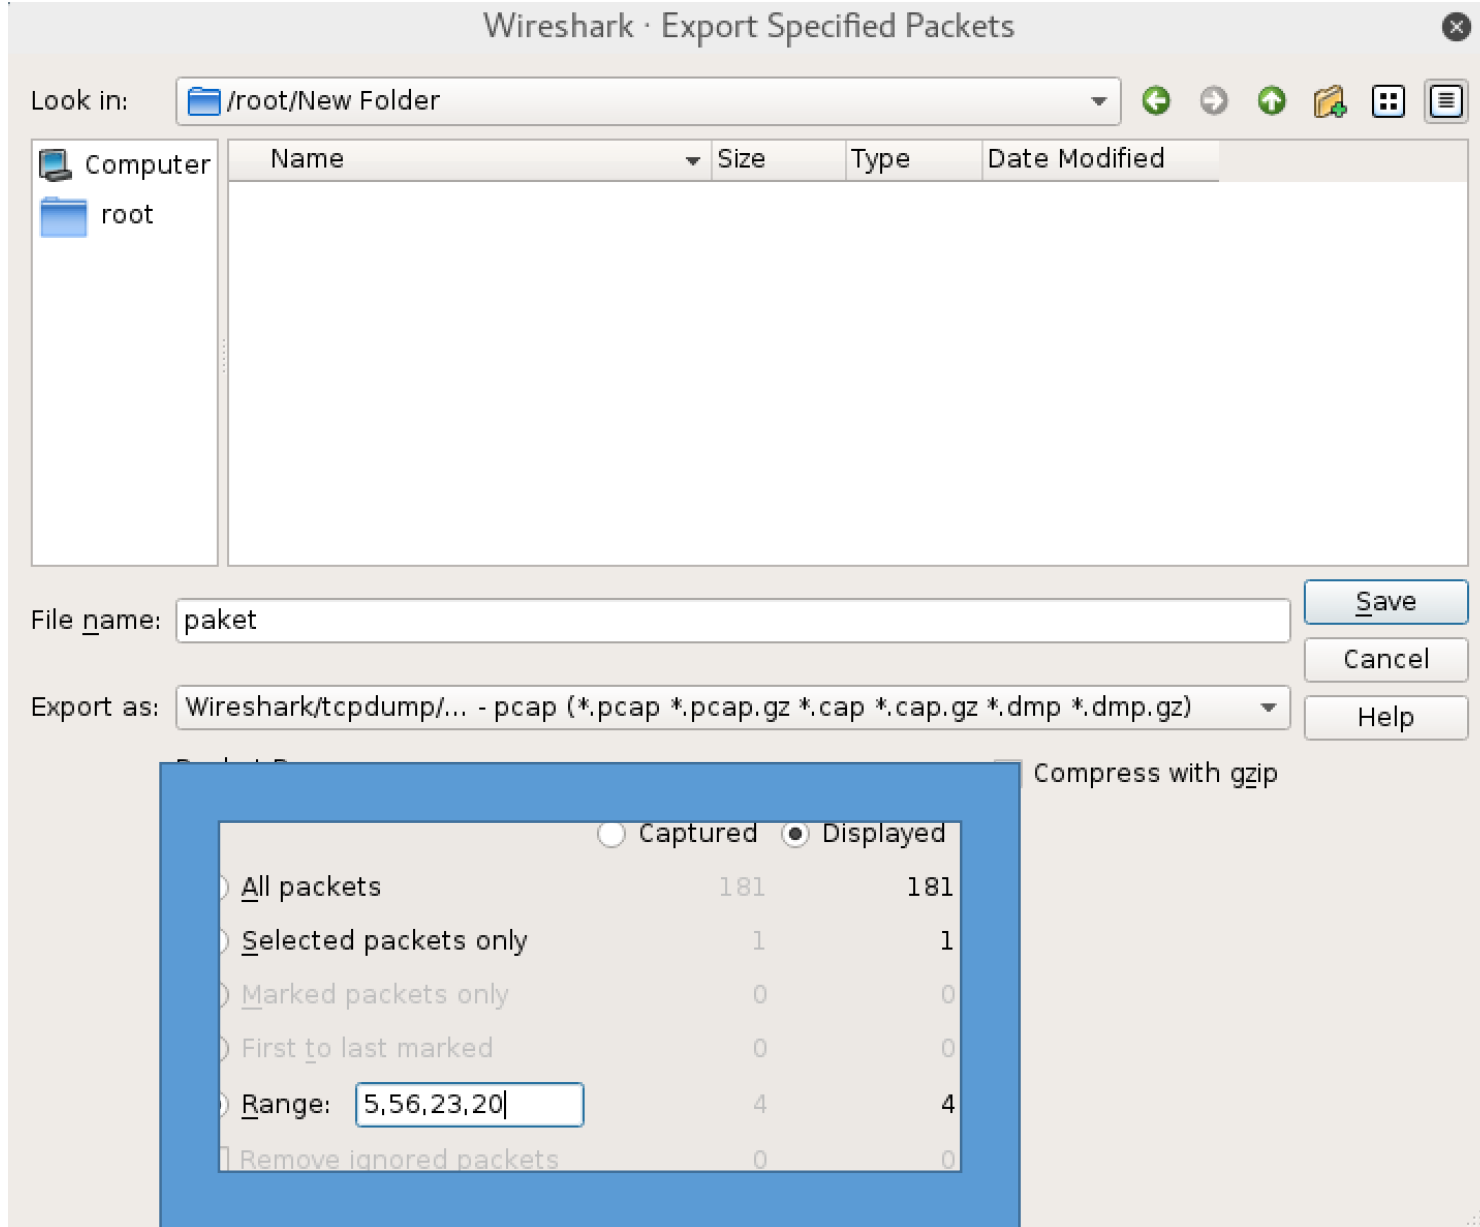 Wireshark · Export Specified Packets
Look in: /root/New Folder
Computer
root
Name Size Type Date Modified
File name: paket
Save
Cancel
Export as: Wireshark/tcpdump/... - pcap (*.pcap *.pcap.gz *.cap *.cap.gz *.dmp *.dmp.gz)
Help
Compress with gzip
Captured Displayed
All packets 181 181
Selected packets only 1 1
Marked packets only 0 0
First to last marked 0 0
Range: 5,56,23,20 4 4
Remove ignored packets 0 0